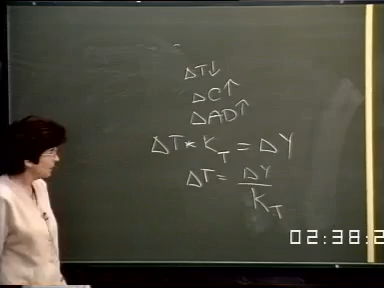 ΔT↓
ΔC↑
ΔAD↑
ΔT * K_T = ΔY
ΔT = ΔY / K_T
02:38:2